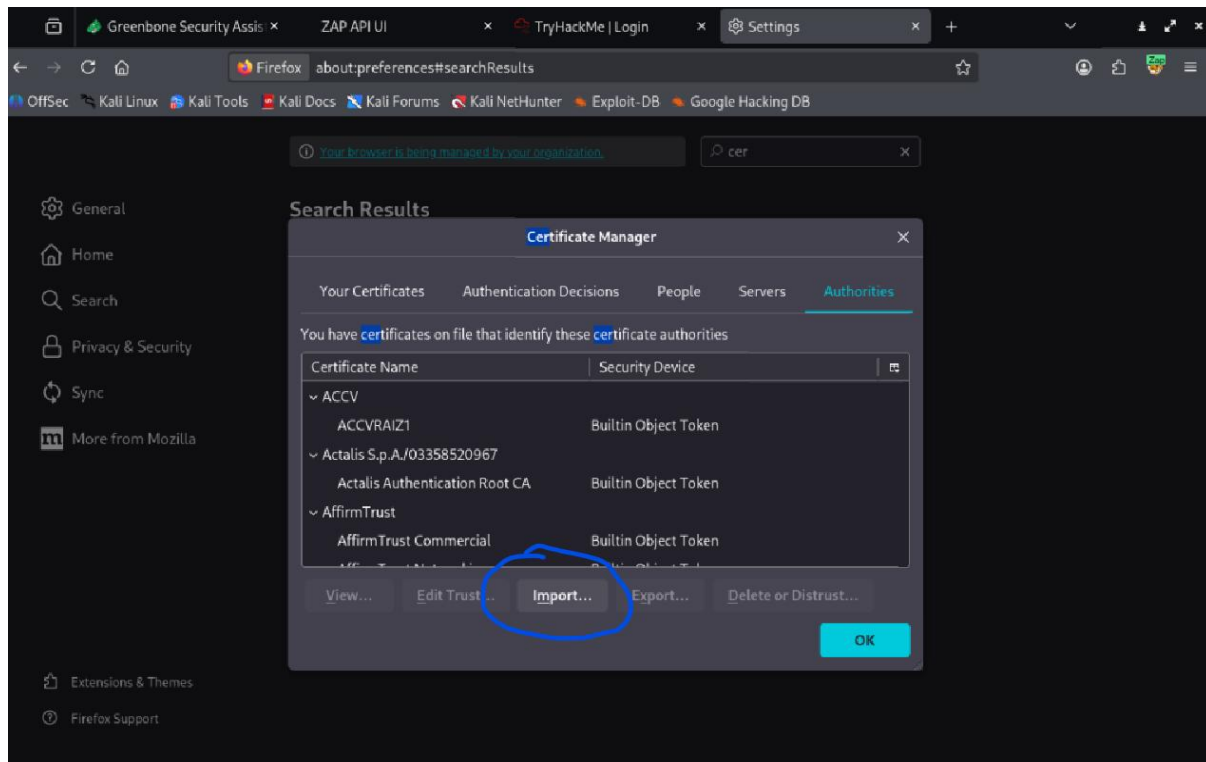 Greenbone Security Assis ZAP API UI TryHackMe | Login Settings
Firefox about:preferences#searchResults
OffSec Kali Linux Kali Tools Kali Docs Kali Forums Kali NetHunter Exploit-DB Google Hacking DB
Your browser is being managed by your organization. cer
General
Home
Search
Privacy & Security
Sync
More from Mozilla
Extensions & Themes
Firefox Support
Search Results
Certificate Manager
Your Certificates Authentication Decisions People Servers Authorities
You have certificates on file that identify these certificate authorities
Certificate Name Security Device
ACCV
ACCVRAIZ1 Builtin Object Token
Actalis S.p.A./03358520967
Actalis Authentication Root CA Builtin Object Token
AffirmTrust
AffirmTrust Commercial Builtin Object Token
View... Edit Trust... Import... Export... Delete or Distrust...
OK